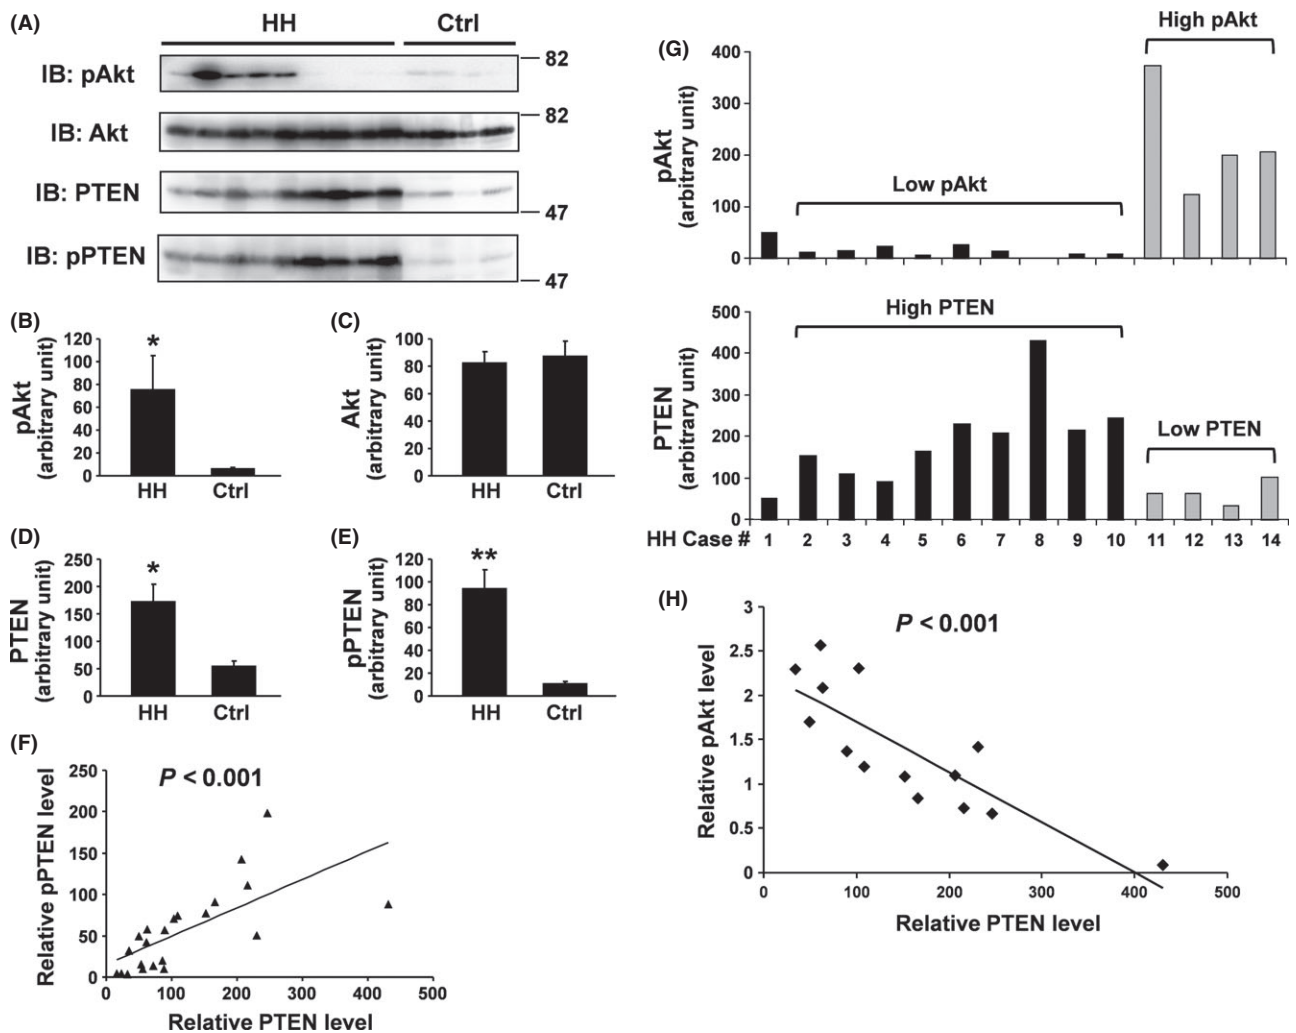 (A)
HH
Ctrl
IB: pAkt
82
IB: Akt
82
IB: PTEN
47
IB: pPTEN
47
(B)
pAkt
(arbitrary unit)
120
100
80
60
40
20
0
*
HH
Ctrl
(C)
Akt
(arbitrary unit)
100
80
60
40
20
0
HH
Ctrl
(D)
PTEN
(arbitrary unit)
250
200
150
100
50
0
*
HH
Ctrl
(E)
pPTEN
(arbitrary unit)
120
100
80
60
40
20
0
**
HH
Ctrl
(F)
P < 0.001
Relative pPTEN level
250
200
150
100
50
0
0 100 200 300 400 500
Relative PTEN level
(G)
High pAkt
Low pAkt
pAkt
(arbitrary unit)
400
300
200
100
0
High PTEN
Low PTEN
PTEN
(arbitrary unit)
500
400
300
200
100
0
HH Case # 1 2 3 4 5 6 7 8 9 10 11 12 13 14
(H)
P < 0.001
Relative pAkt level
3
2.5
2
1.5
1
0.5
0
0 100 200 300 400 500
Relative PTEN level